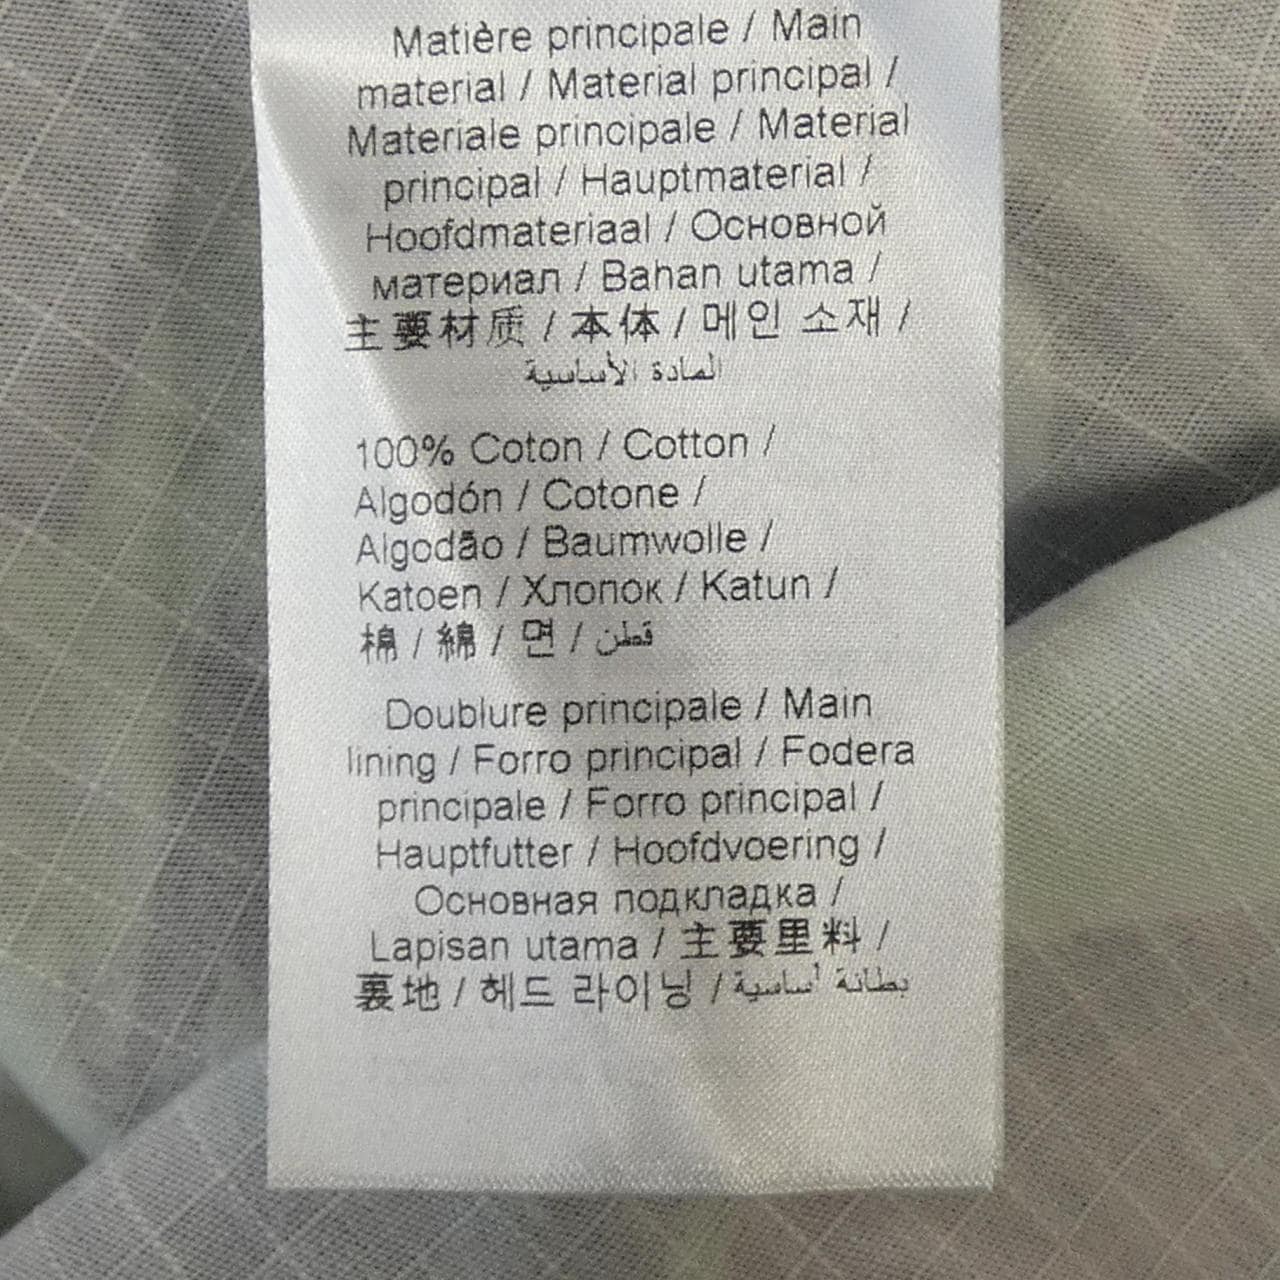 Matière principale / Main
material / Material principal /
Materiale principale / Material
principal / Hauptmaterial /
Hoofdmateriaal / Основной
материал / Bahan utama /
主要材质 / 本体 / 메인 소재 /
المادة الأساسية
100% Coton / Cotton /
Algodón / Cotone /
Algodão / Baumwolle /
Katoen / Хлопок / Katun /
棉 / 綿 / 면 / قطن
Doublure principale / Main
lining / Forro principal / Fodera
principale / Forro principal /
Hauptfutter / Hoofdvoering /
Основная подкладка /
Lapisan utama / 主要里料 /
裏地 / 헤드 라이닝 / بطانة أساسية